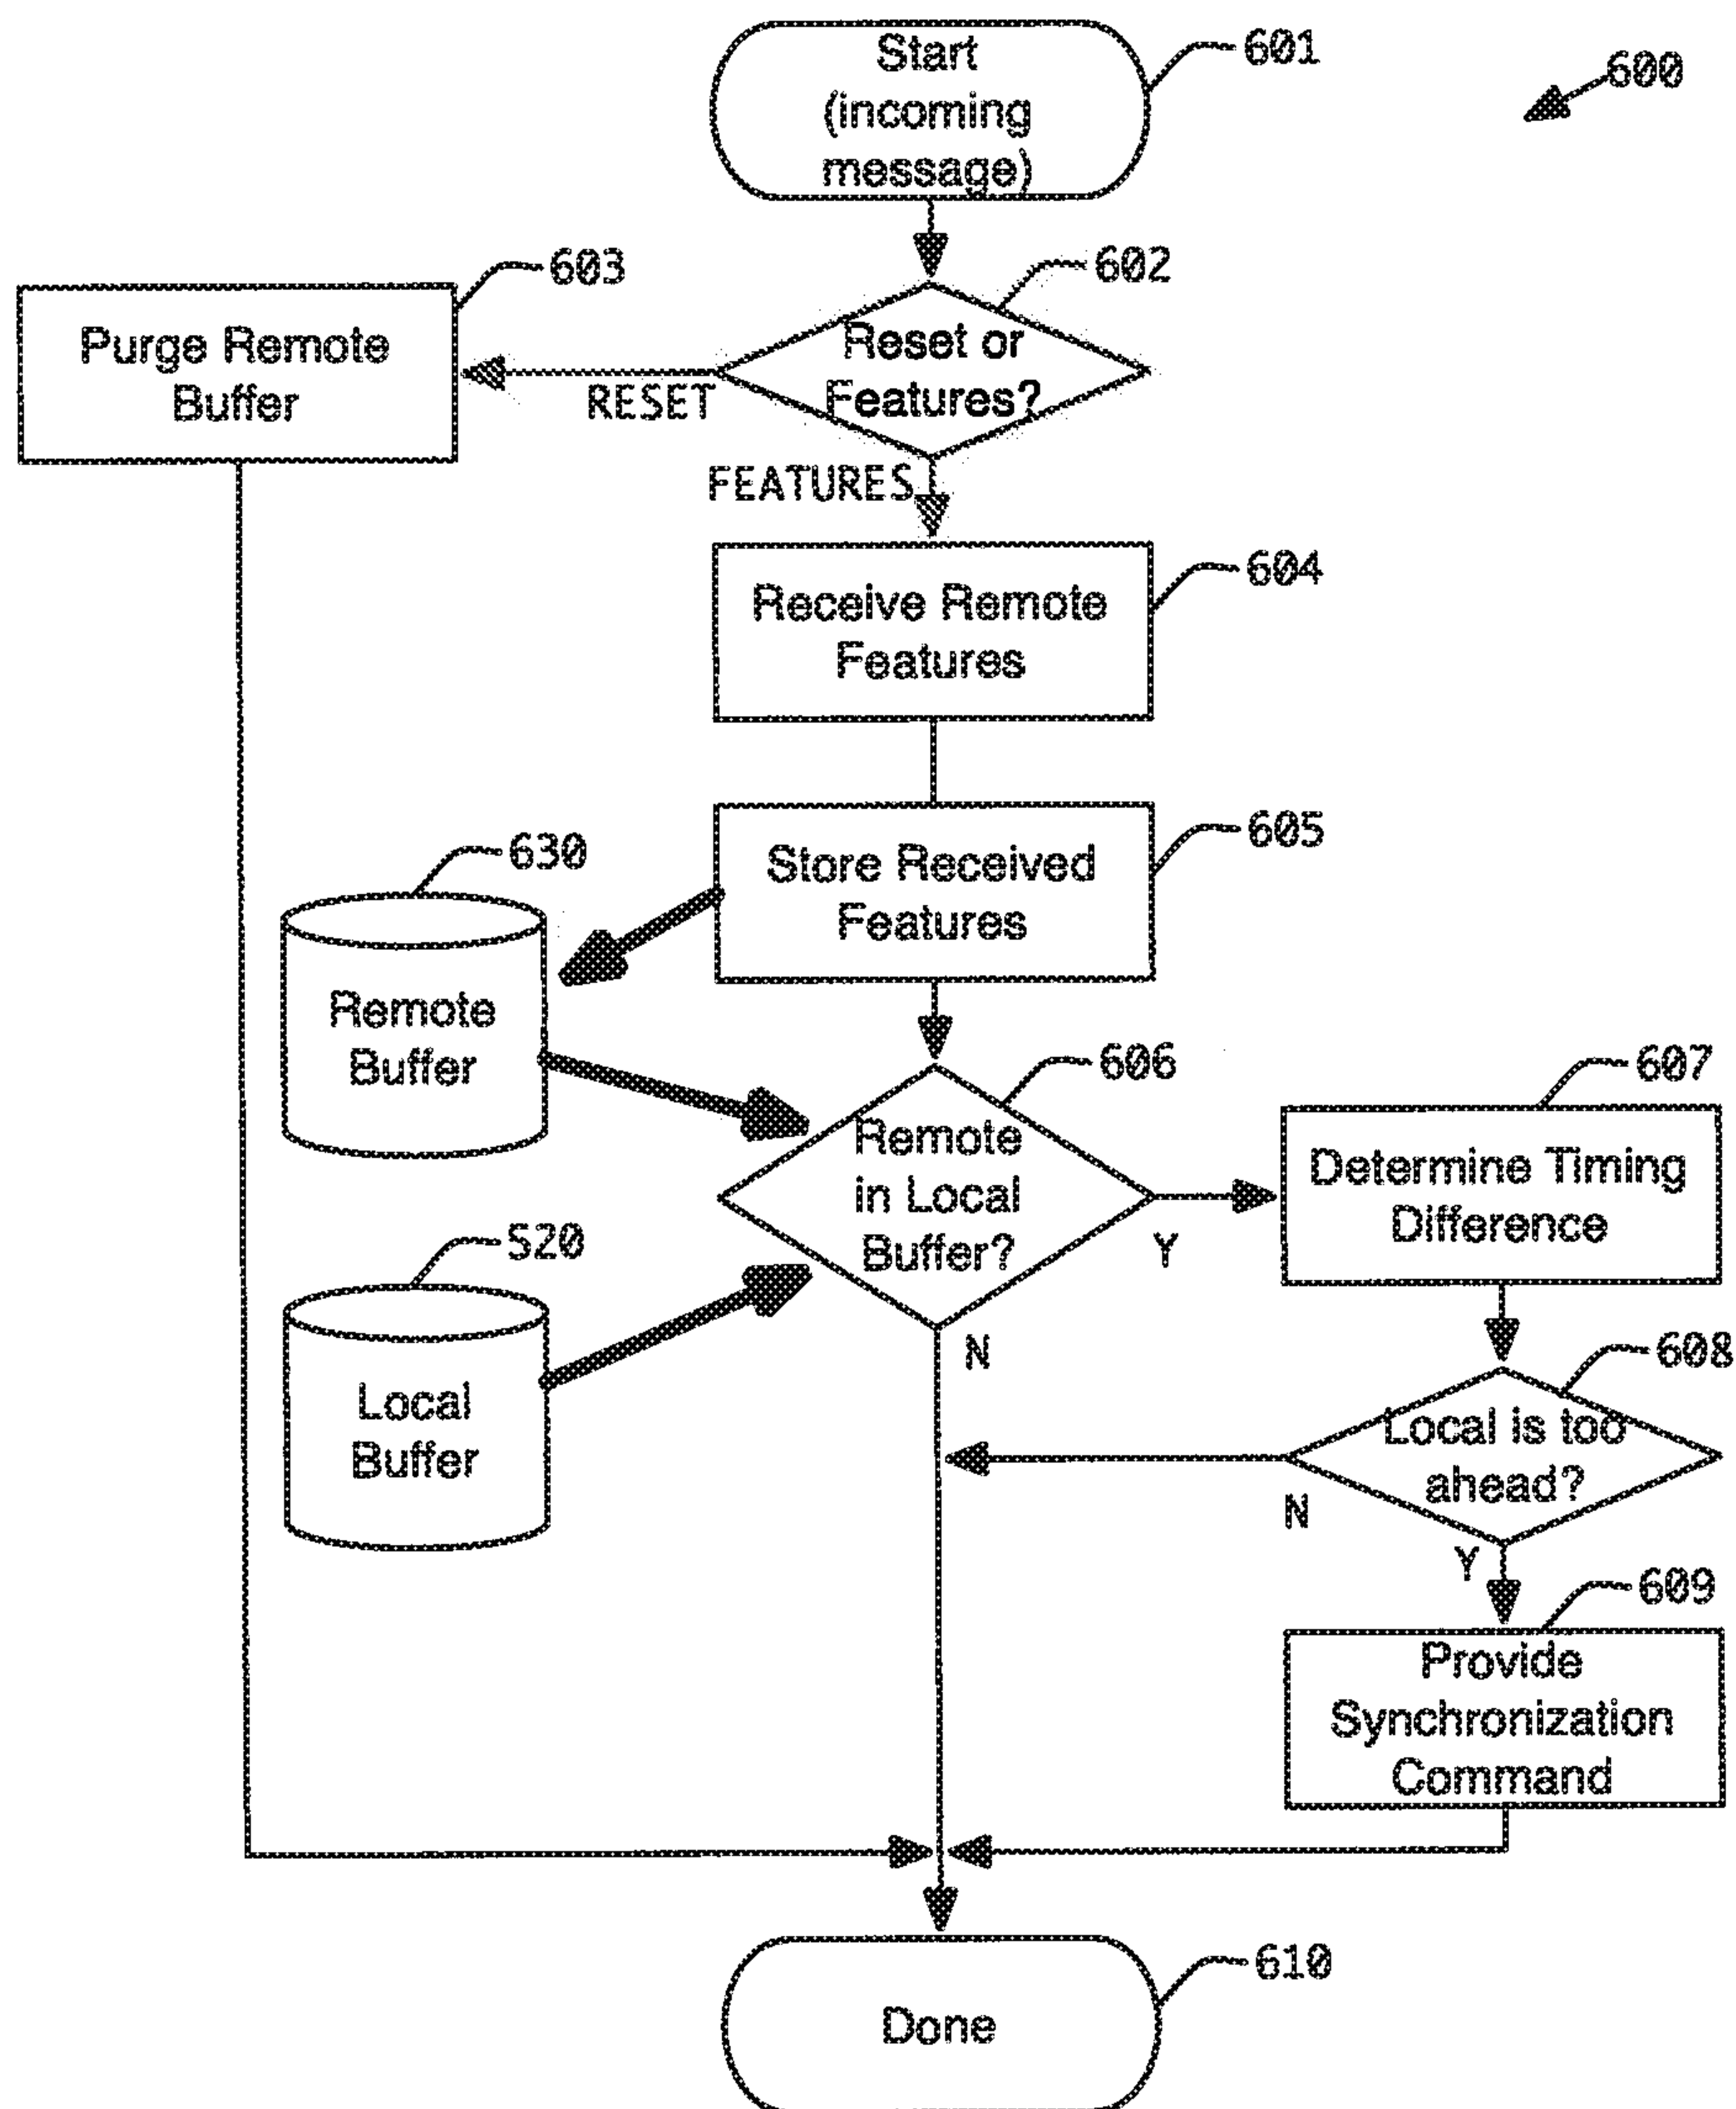 Start
(incoming
message)
601
600
603
602
Purge Remote
Buffer
Reset or
Features?
RESET
FEATURES
604
Receive Remote
Features
605
Store Received
Features
630
Remote
Buffer
606
Remote
in Local
Buffer?
Y
N
607
Determine Timing
Difference
520
Local
Buffer
608
Local is too
ahead?
N
Y
609
Provide
Synchronization
Command
610
Done